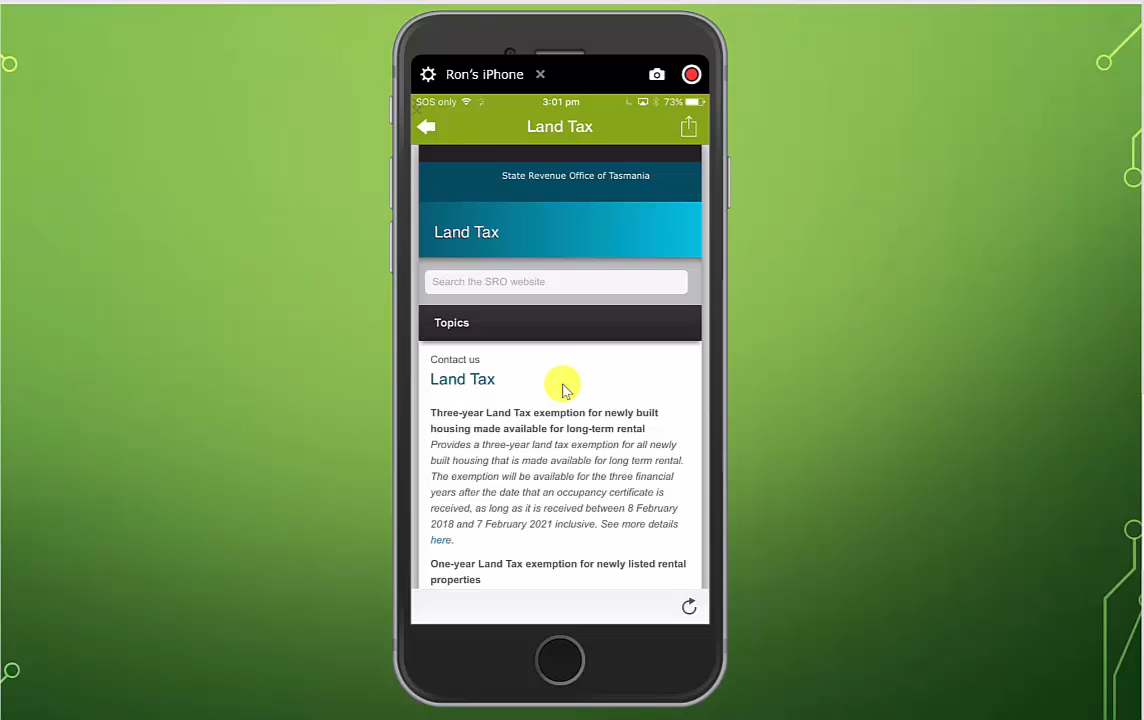 Ron's iPhone
SOS only 3:01 pm 73%
Land Tax
State Revenue Office of Tasmania
Land Tax
Search the SRO website
Topics
Contact us
Land Tax
Three-year Land Tax exemption for newly built
housing made available for long-term rental
Provides a three-year land tax exemption for all newly
built housing that is made available for long term rental.
The exemption will be available for the three financial
years after the date that an occupancy certificate is
received, as long as it is received between 8 February
2018 and 7 February 2021 inclusive. See more details
here.
One-year Land Tax exemption for newly listed rental
properties